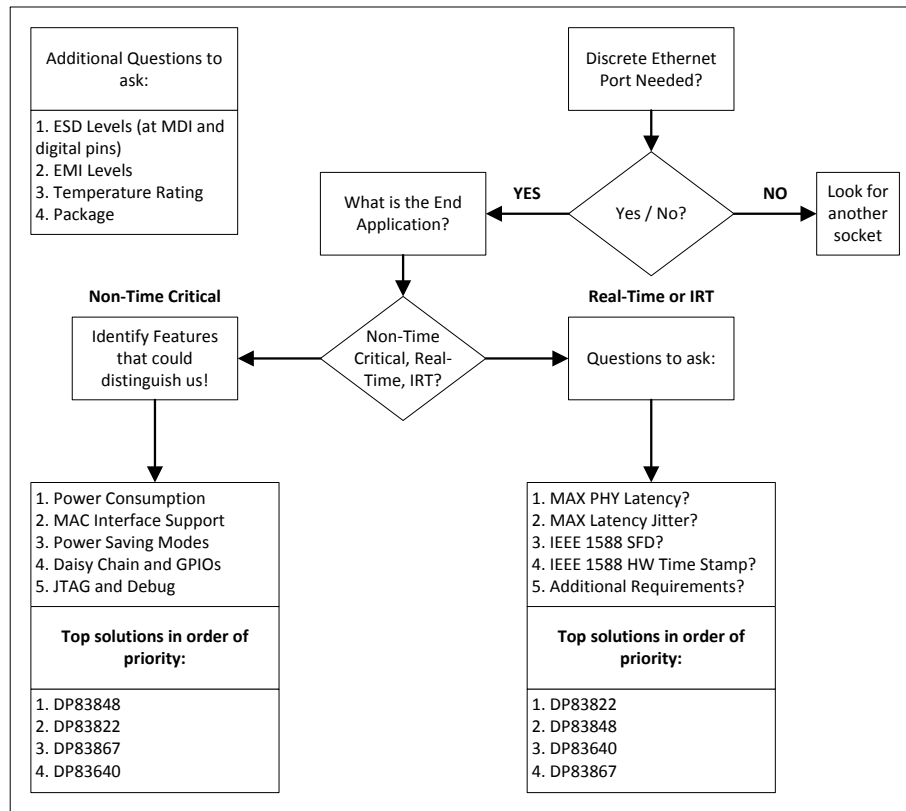 Additional Questions to
ask:
1. ESD Levels (at MDI and
digital pins)
2. EMI Levels
3. Temperature Rating
4. Package
Discrete Ethernet
Port Needed?
Yes / No?
YES
NO
What is the End
Application?
Look for
another
socket
Non-Time Critical
Real-Time or IRT
Identify Features
that could
distinguish us!
Non-Time
Critical, Real-
Time, IRT?
Questions to ask:
1. Power Consumption
2. MAC Interface Support
3. Power Saving Modes
4. Daisy Chain and GPIOs
5. JTAG and Debug
Top solutions in order of
priority:
1. DP83848
2. DP83822
3. DP83867
4. DP83640
1. MAX PHY Latency?
2. MAX Latency Jitter?
3. IEEE 1588 SFD?
4. IEEE 1588 HW Time Stamp?
5. Additional Requirements?
Top solutions in order of
priority:
1. DP83822
2. DP83848
3. DP83640
4. DP83867